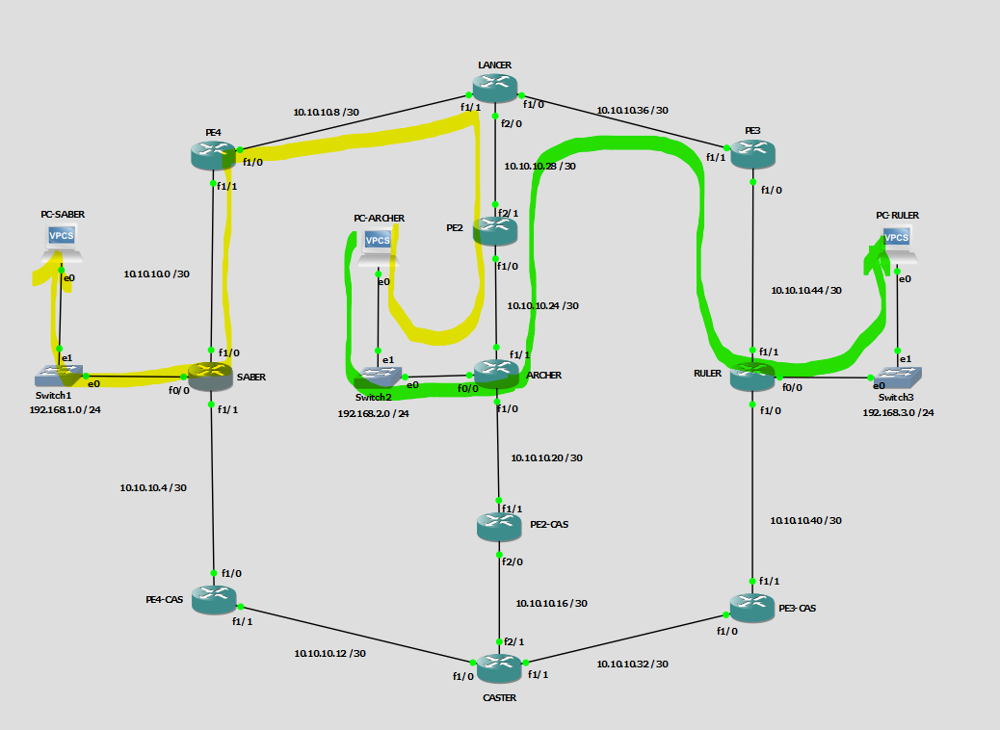 LANCER
f1/1
f1/0
f2/0
10.10.10.8 /30
10.10.10.36 /30
PE4
f1/0
f1/1
PE3
f1/1
f1/0
10.10.10.28 /30
PC-SABER
VPCS
e0
PC-ARCHER
VPCS
e0
f2/1
PE2
f1/0
PC-RULER
VPCS
e0
10.10.10.0 /30
10.10.10.24 /30
10.10.10.44 /30
e1
f1/0
e1
f1/1
f1/1
e1
Switch1
e0
f0/0
SABER
Switch2
e0
f0/0
ARCHER
RULER
f0/0
e0
Switch3
192.168.1.0 /24
f1/1
192.168.2.0 /24
f1/0
f1/0
192.168.3.0 /24
10.10.10.20 /30
10.10.10.4 /30
f1/1
PE2-CAS
10.10.10.40 /30
f2/0
f1/0
PE4-CAS
f1/1
f1/1
PE3-CAS
f1/0
10.10.10.16 /30
f2/1
10.10.10.12 /30
10.10.10.32 /30
f1/0
f1/1
CASTER